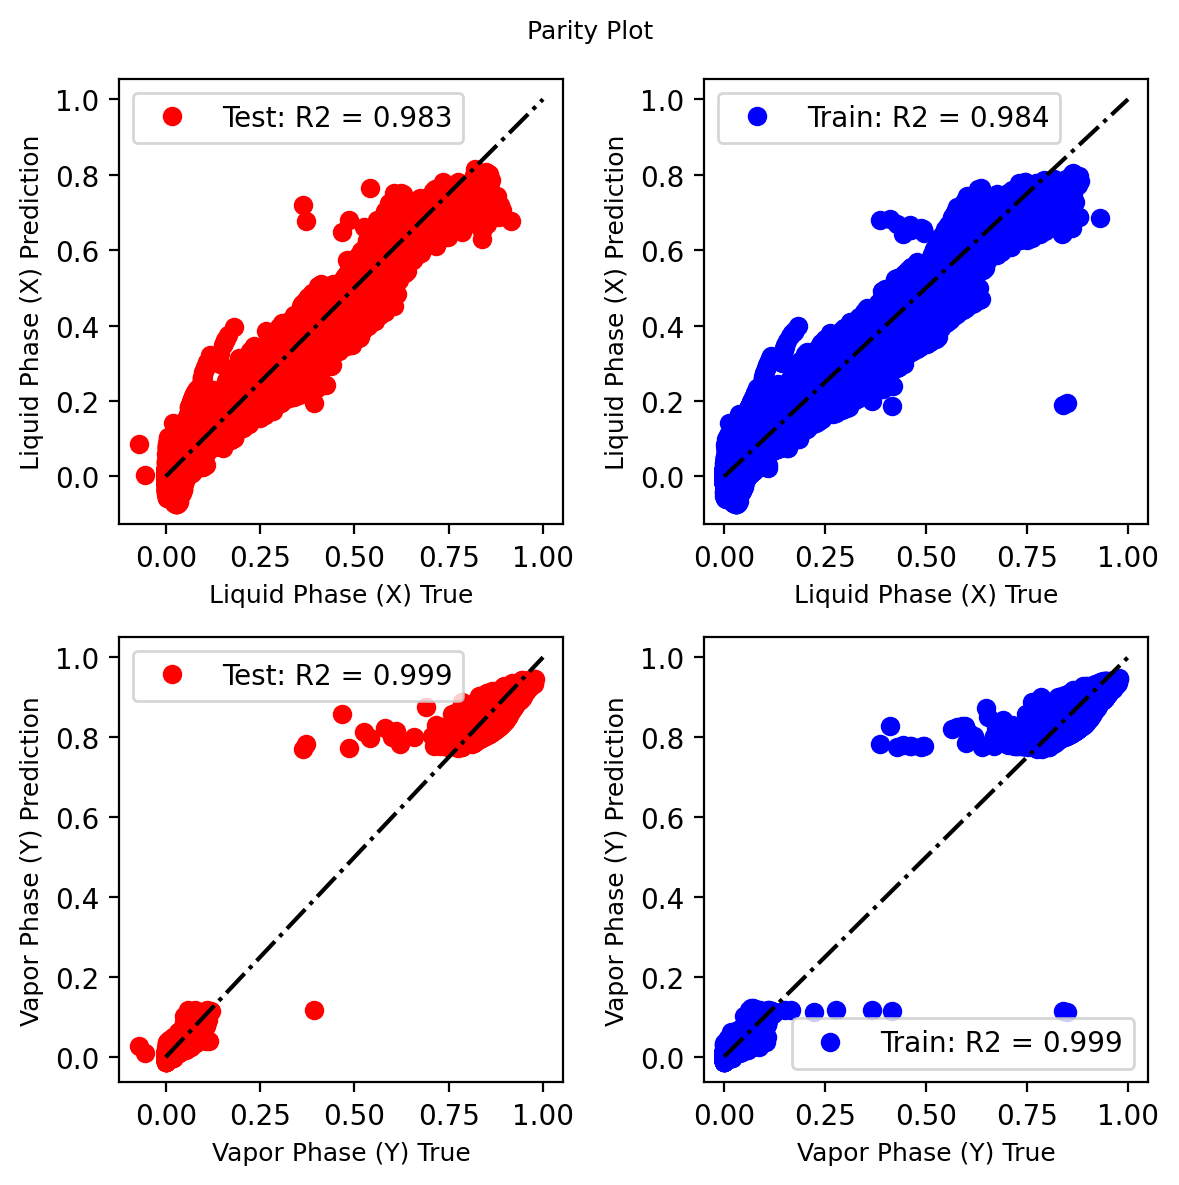 Parity Plot
Test: R2 = 0.983
Liquid Phase (X) Prediction
1.0
0.8
0.6
0.4
0.2
0.0
0.00 0.25 0.50 0.75 1.00
Liquid Phase (X) True
Train: R2 = 0.984
Liquid Phase (X) Prediction
1.0
0.8
0.6
0.4
0.2
0.0
0.00 0.25 0.50 0.75 1.00
Liquid Phase (X) True
Test: R2 = 0.999
Vapor Phase (Y) Prediction
1.0
0.8
0.6
0.4
0.2
0.0
0.00 0.25 0.50 0.75 1.00
Vapor Phase (Y) True
Vapor Phase (Y) Prediction
1.0
0.8
0.6
0.4
0.2
0.0
Train: R2 = 0.999
0.00 0.25 0.50 0.75 1.00
Vapor Phase (Y) True